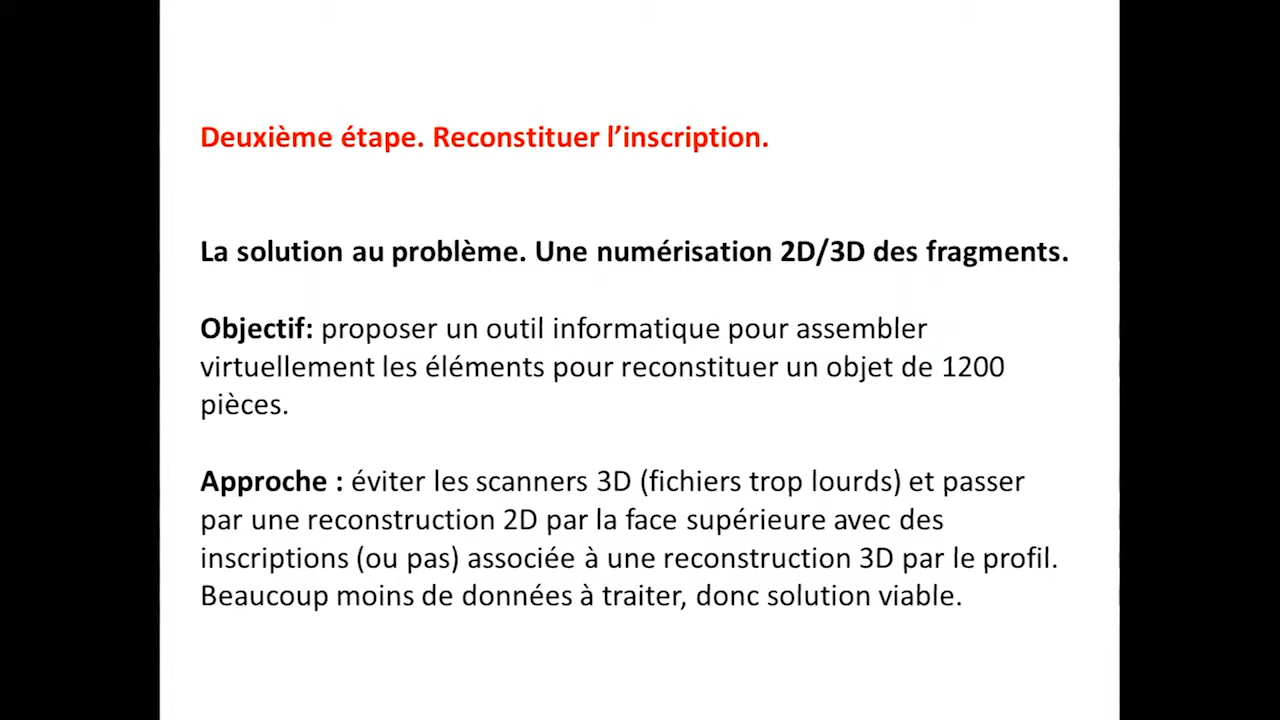 Deuxième étape. Reconstituer l’inscription.
La solution au problème. Une numérisation 2D/3D des fragments.
Objectif: proposer un outil informatique pour assembler
virtuellement les éléments pour reconstituer un objet de 1200
pièces.
Approche : éviter les scanners 3D (fichiers trop lourds) et passer
par une reconstruction 2D par la face supérieure avec des
inscriptions (ou pas) associée à une reconstruction 3D par le profil.
Beaucoup moins de données à traiter, donc solution viable.